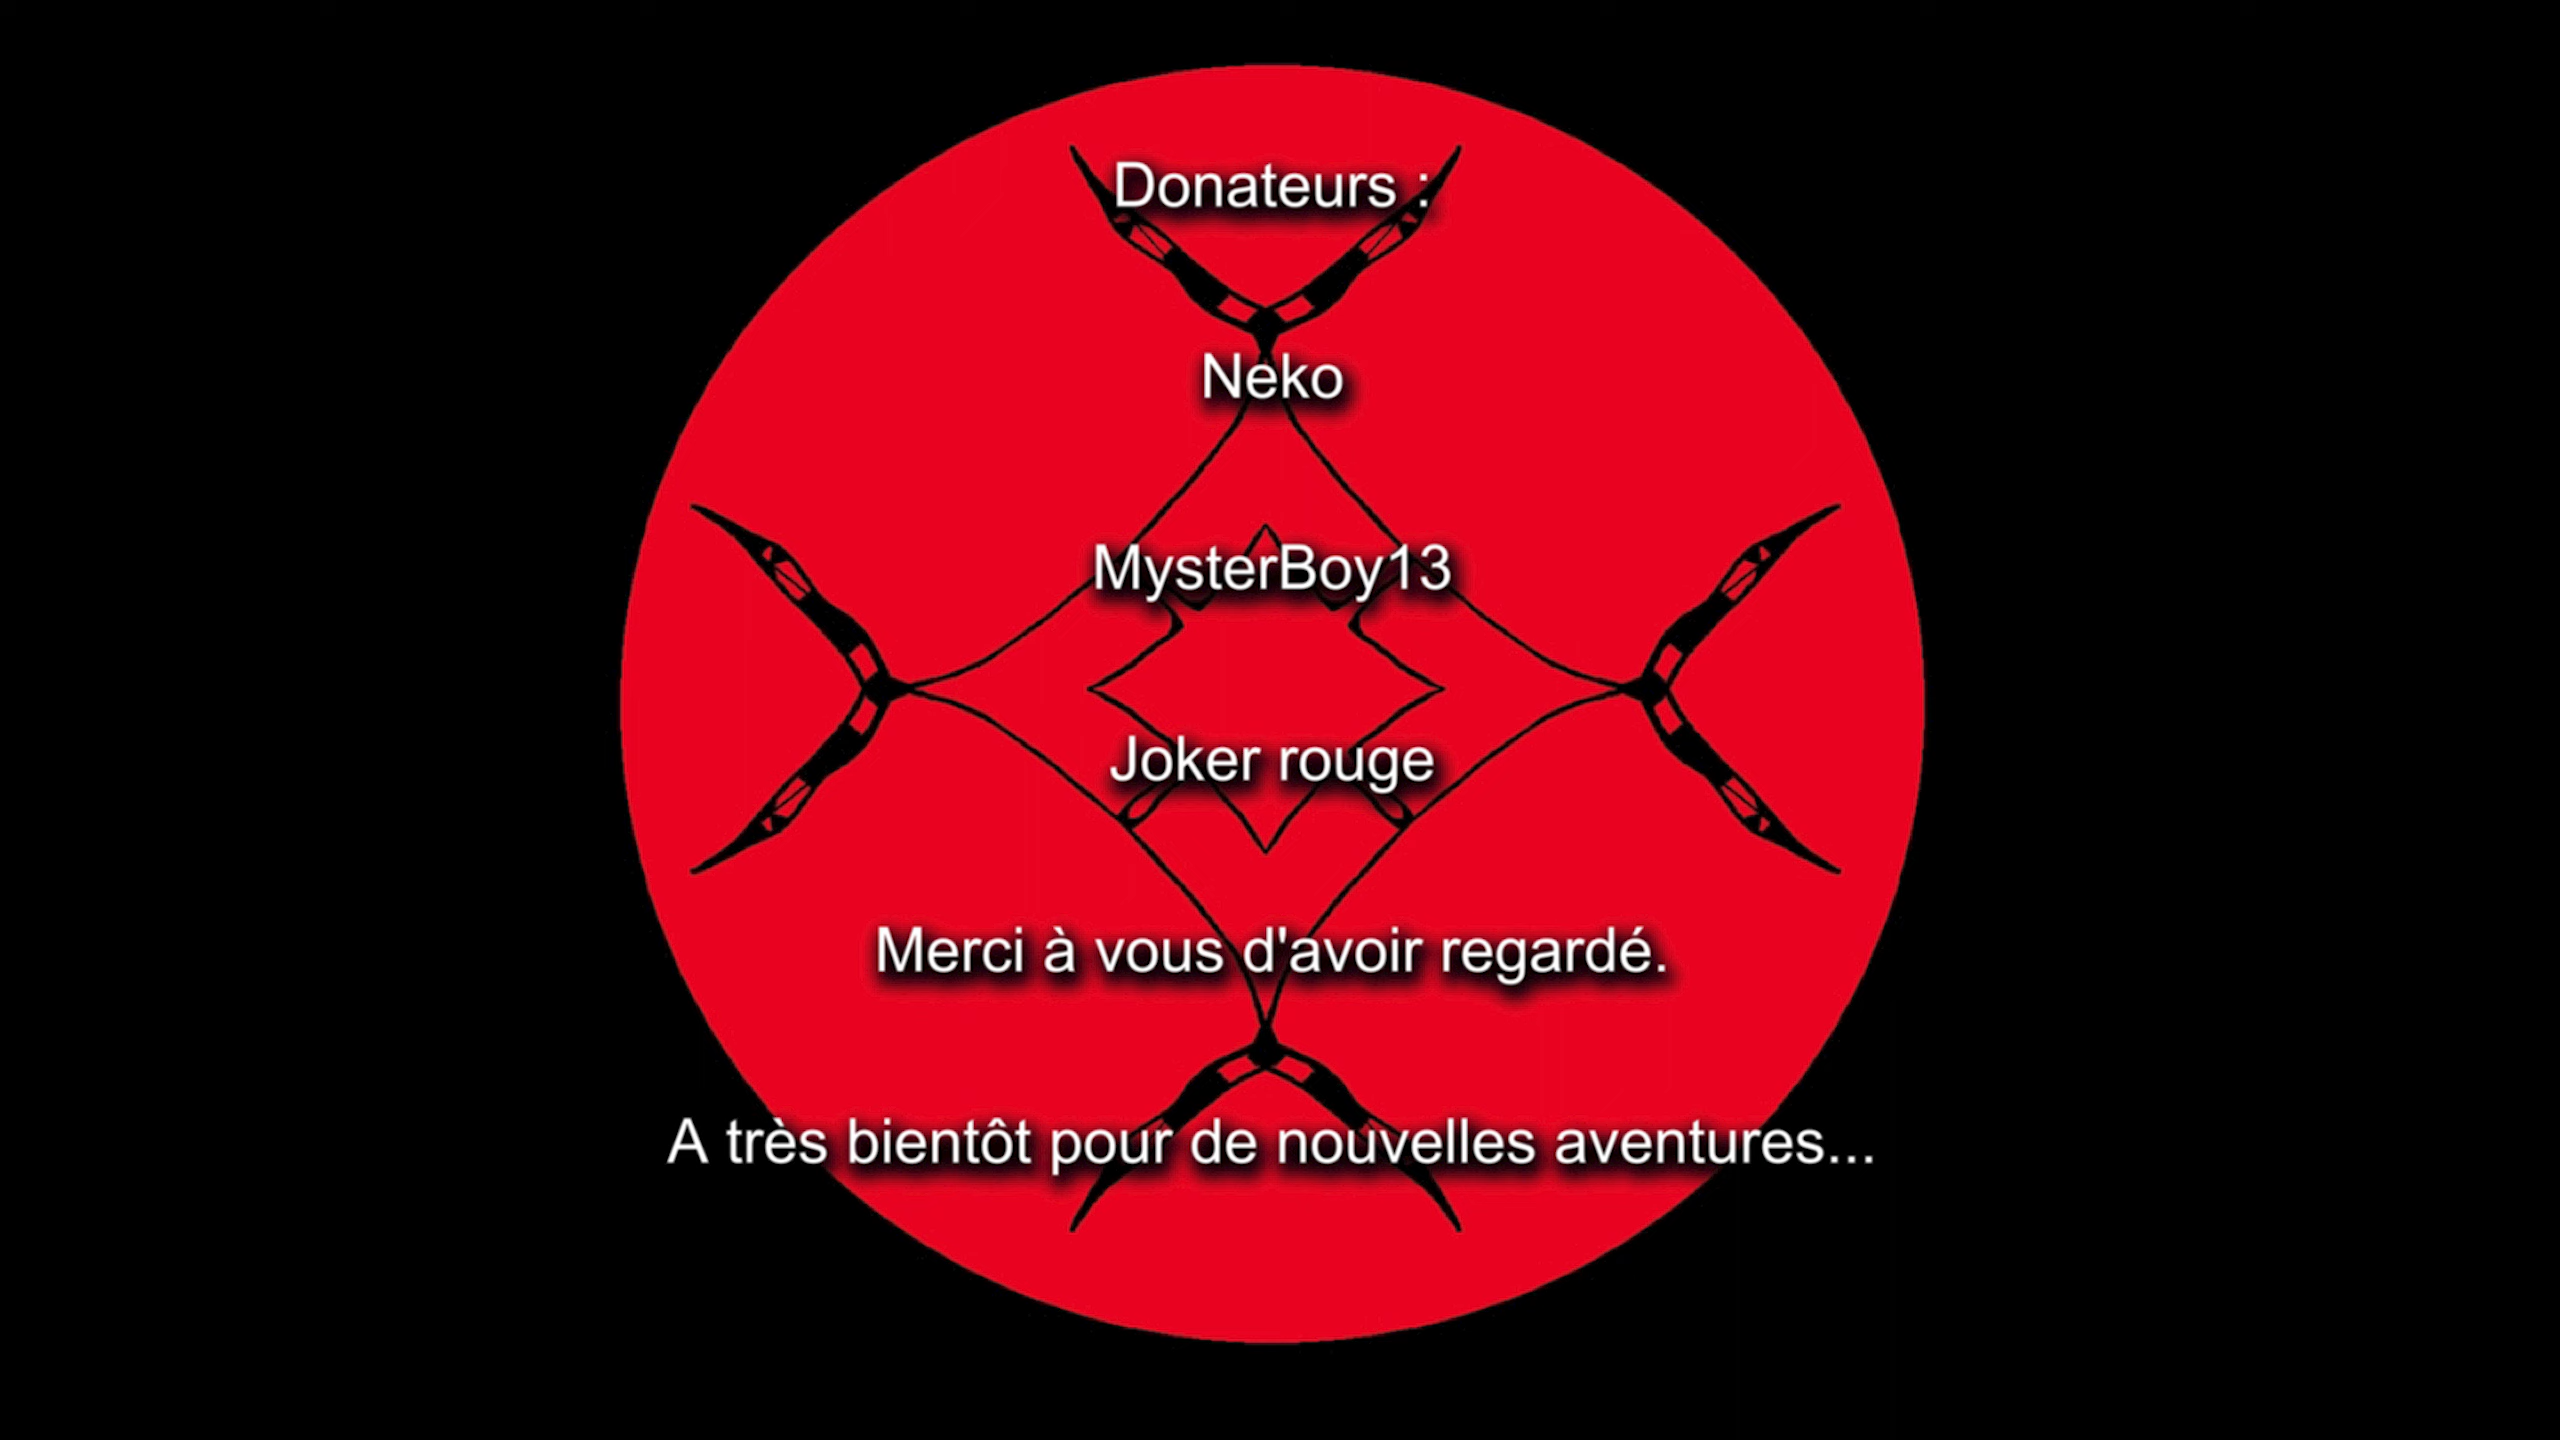 Donateurs :
Neko
MysterBoy13
Joker rouge
Merci à vous d'avoir regardé.
A très bientôt pour de nouvelles aventures...